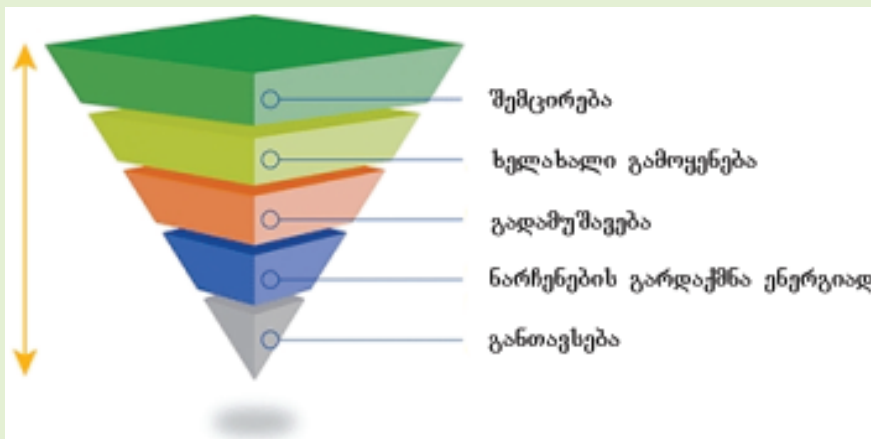 შემცირება
ხელახალი გამოყენება
გადამუშავება
ნარჩენების გარდაქმნა ენერგიად
განთავსება